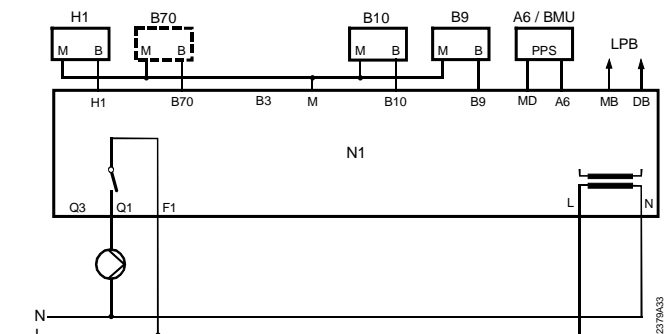 H1 B70 B10 B9 A6 / BMU
LPB
M B M B M B M B PPS
H1 B70 B3 M B10 B9 MD A6 MB DB
N1
Q3 Q1 F1 L N
N
2379A33